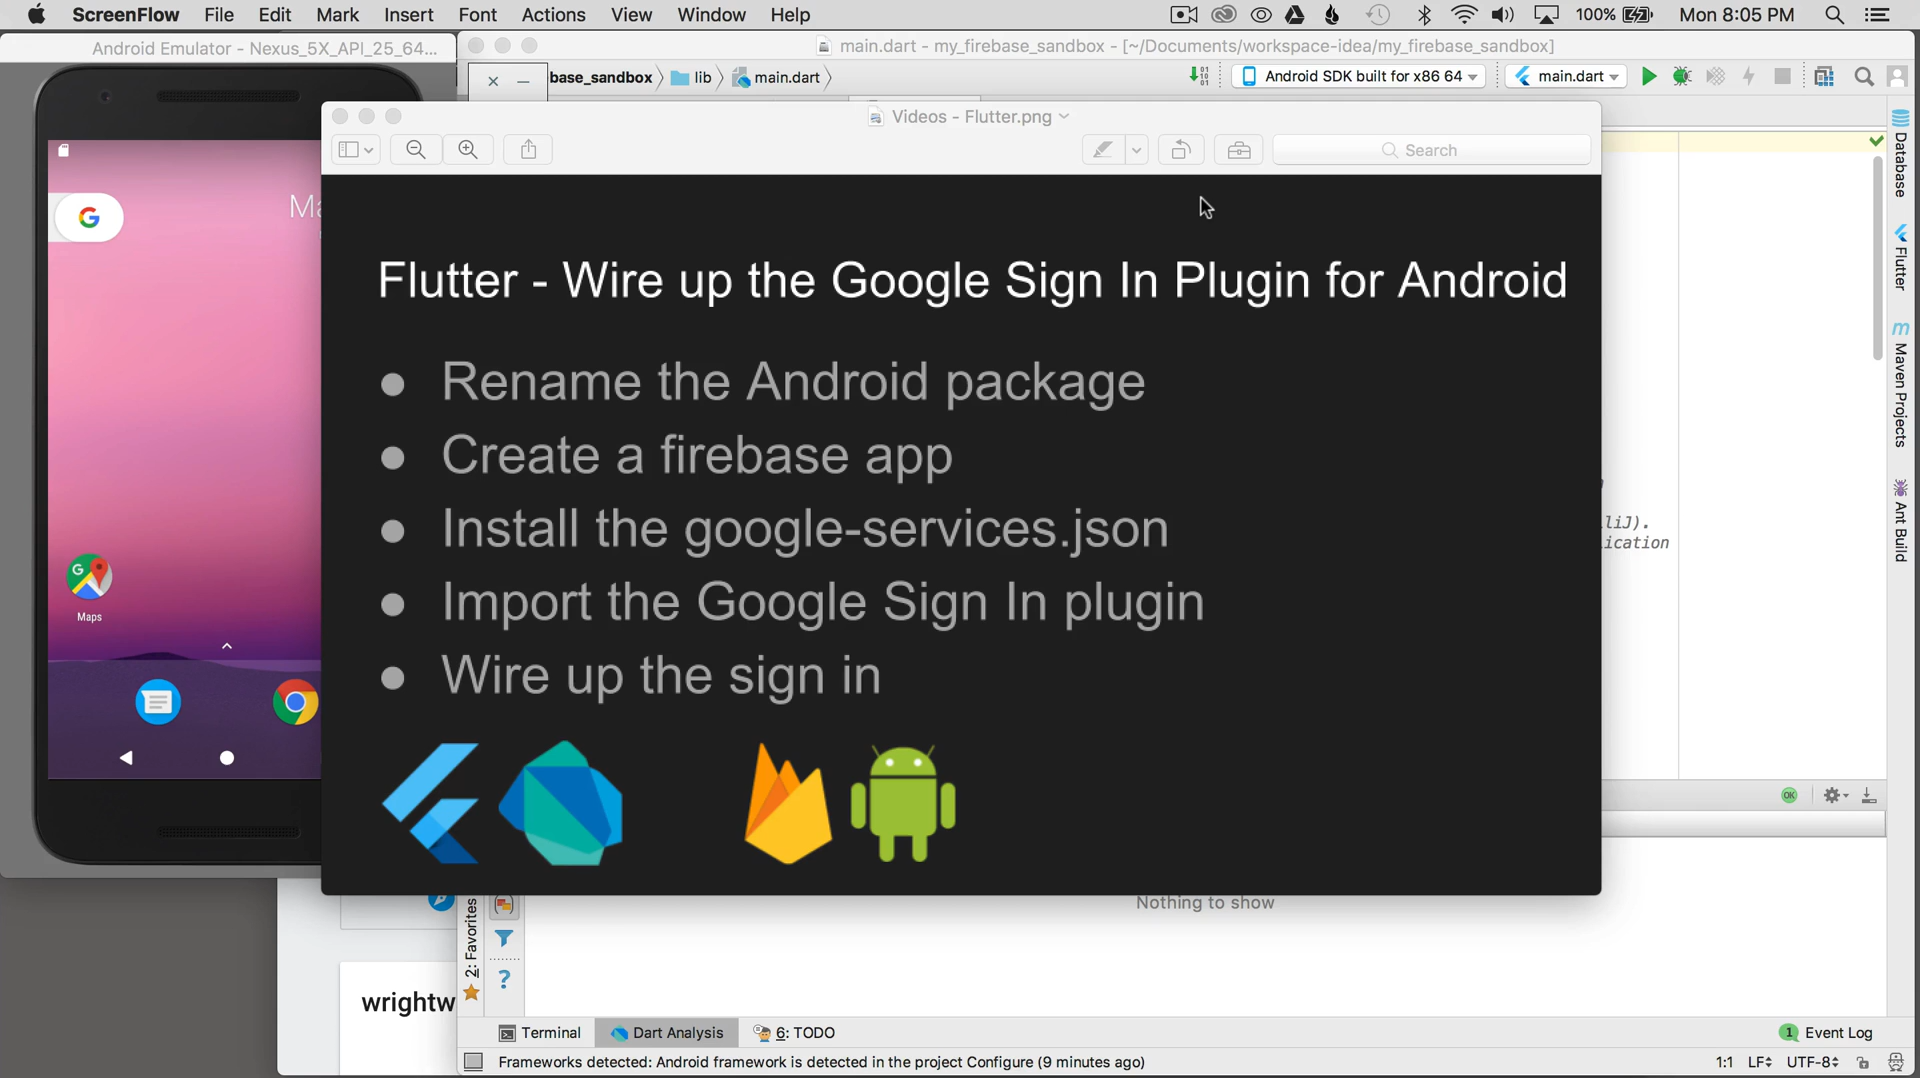 ScreenFlow File Edit Mark Insert Font Actions View Window Help
100% Mon 8:05 PM
Android Emulator - Nexus_5X_API_25_64...
main.dart - my_firebase_sandbox - [~/Documents/workspace-idea/my_firebase_sandbox]
base_sandbox lib main.dart
Android SDK built for x86 64 main.dart
Videos - Flutter.png
Search
Flutter - Wire up the Google Sign In Plugin for Android
Rename the Android package
Create a firebase app
Install the google-services.json
Import the Google Sign In plugin
Wire up the sign in
Ma
Maps
liJ).
ication
Database
Flutter
Maven Projects
Ant Build
OK
Nothing to show
2: Favorites
wrightw
Terminal Dart Analysis 6: TODO
1 Event Log
Frameworks detected: Android framework is detected in the project Configure (9 minutes ago)
1:1 LF UTF-8